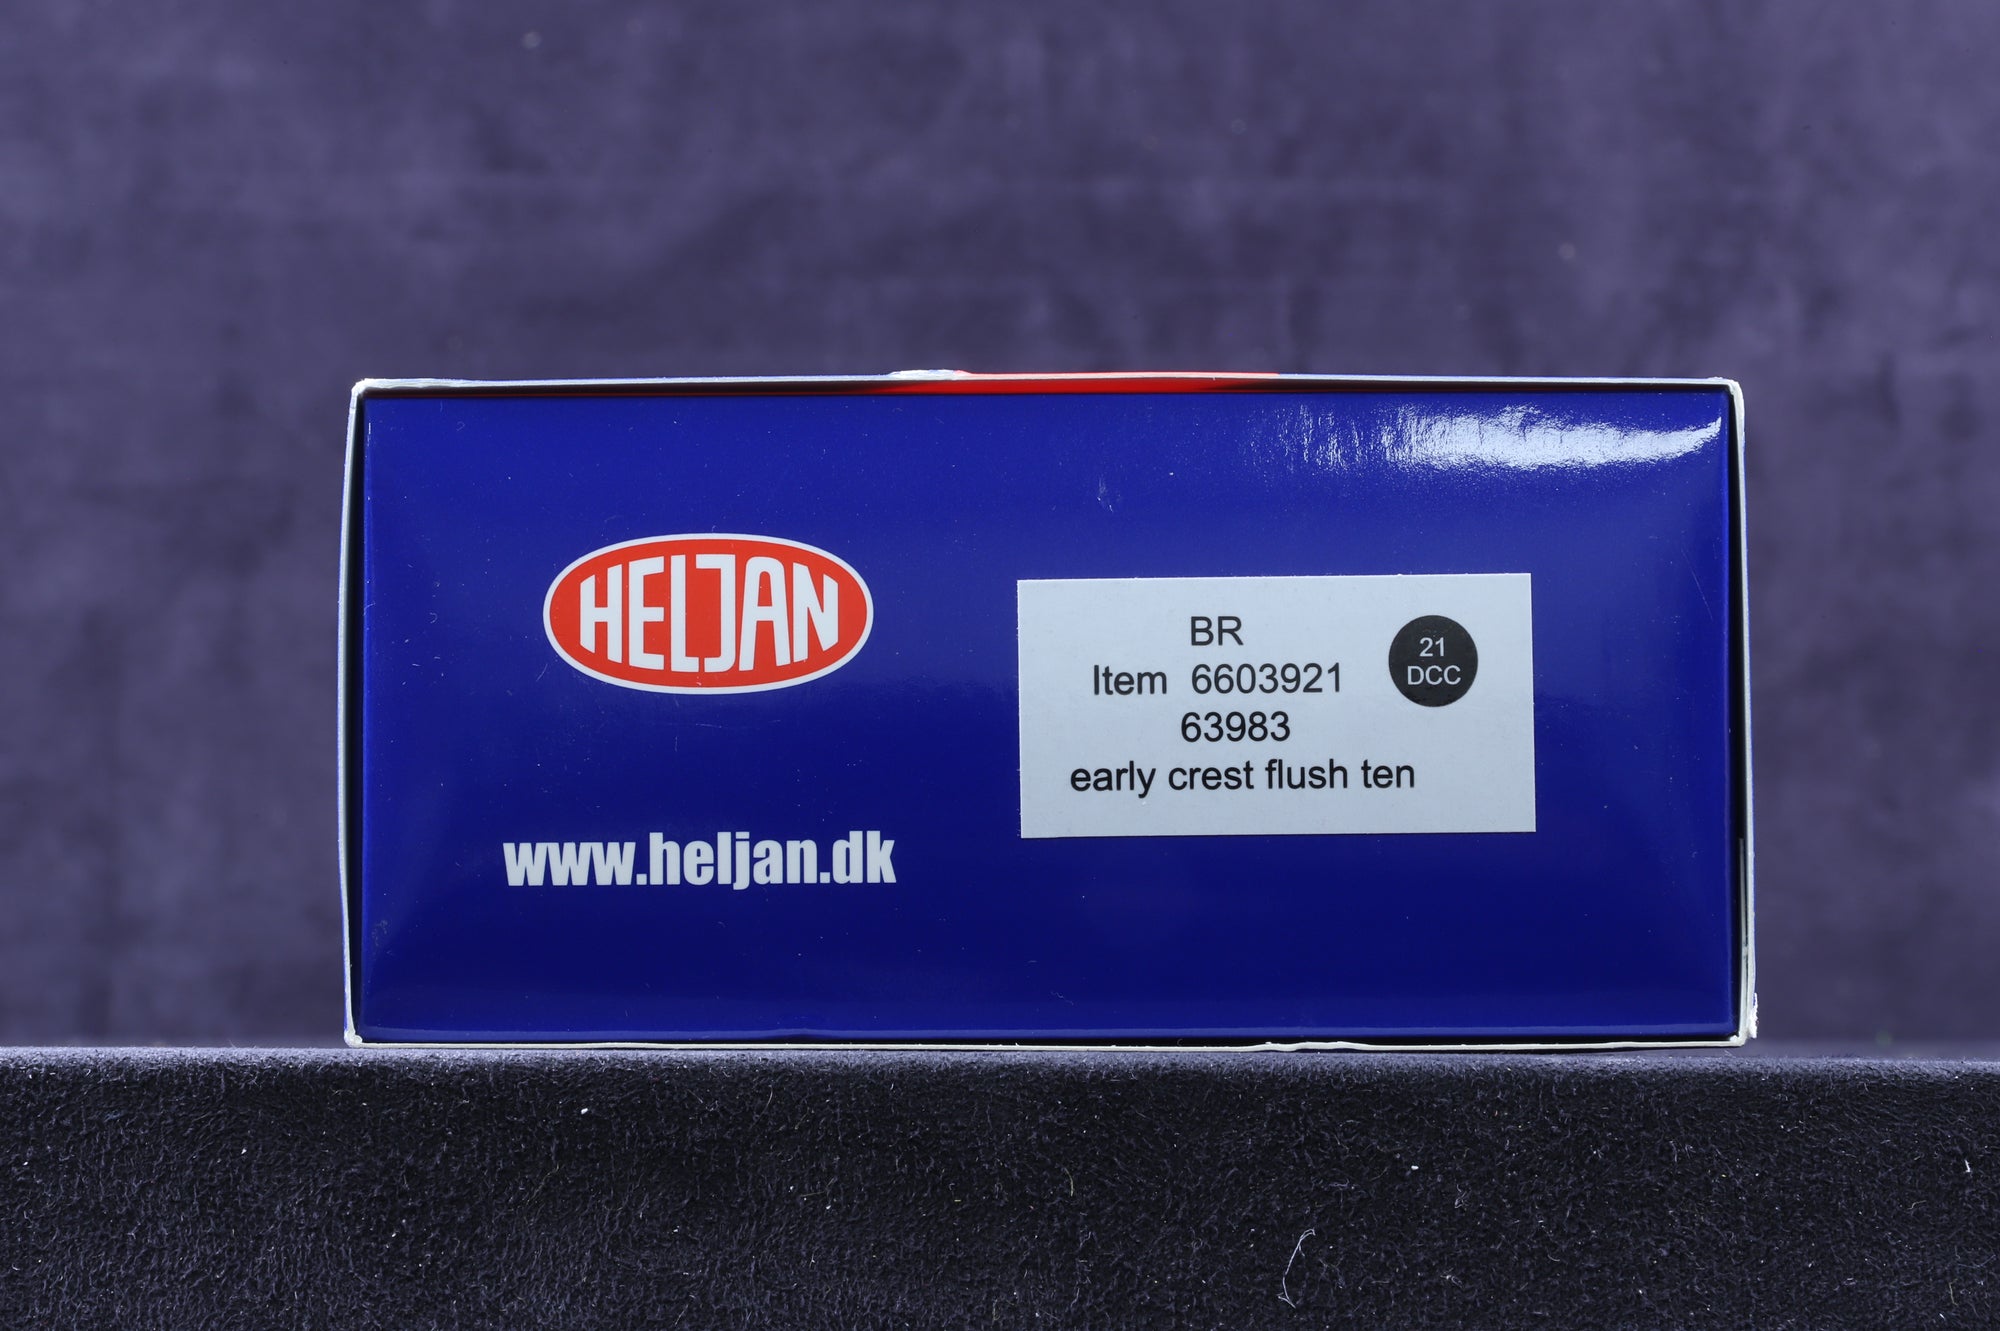 HELJAN
www.heljan.dk
BR
Item 6603921
63983
early crest flush ten
21
DCC